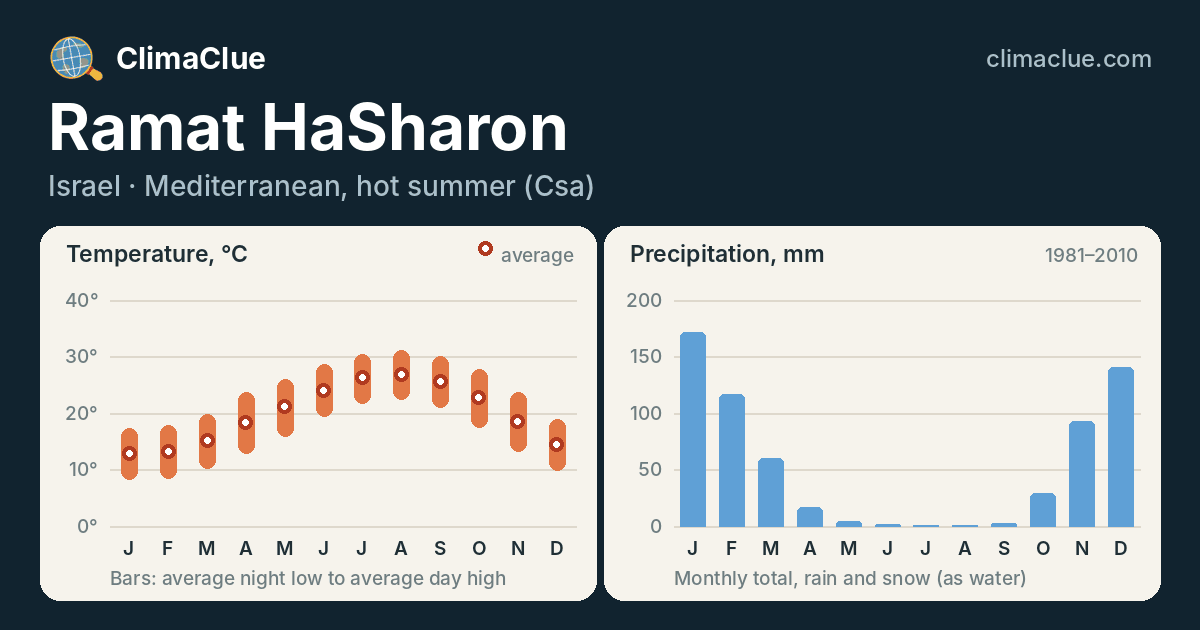 ClimaClue
climaclue.com
Ramat HaSharon
Israel · Mediterranean, hot summer (Csa)
Temperature, °C
average
40°
30°
20°
10°
0°
J F M A M J J A S O N D
Bars: average night low to average day high
Precipitation, mm
1981–2010
200
150
100
50
0
J F M A M J J A S O N D
Monthly total, rain and snow (as water)